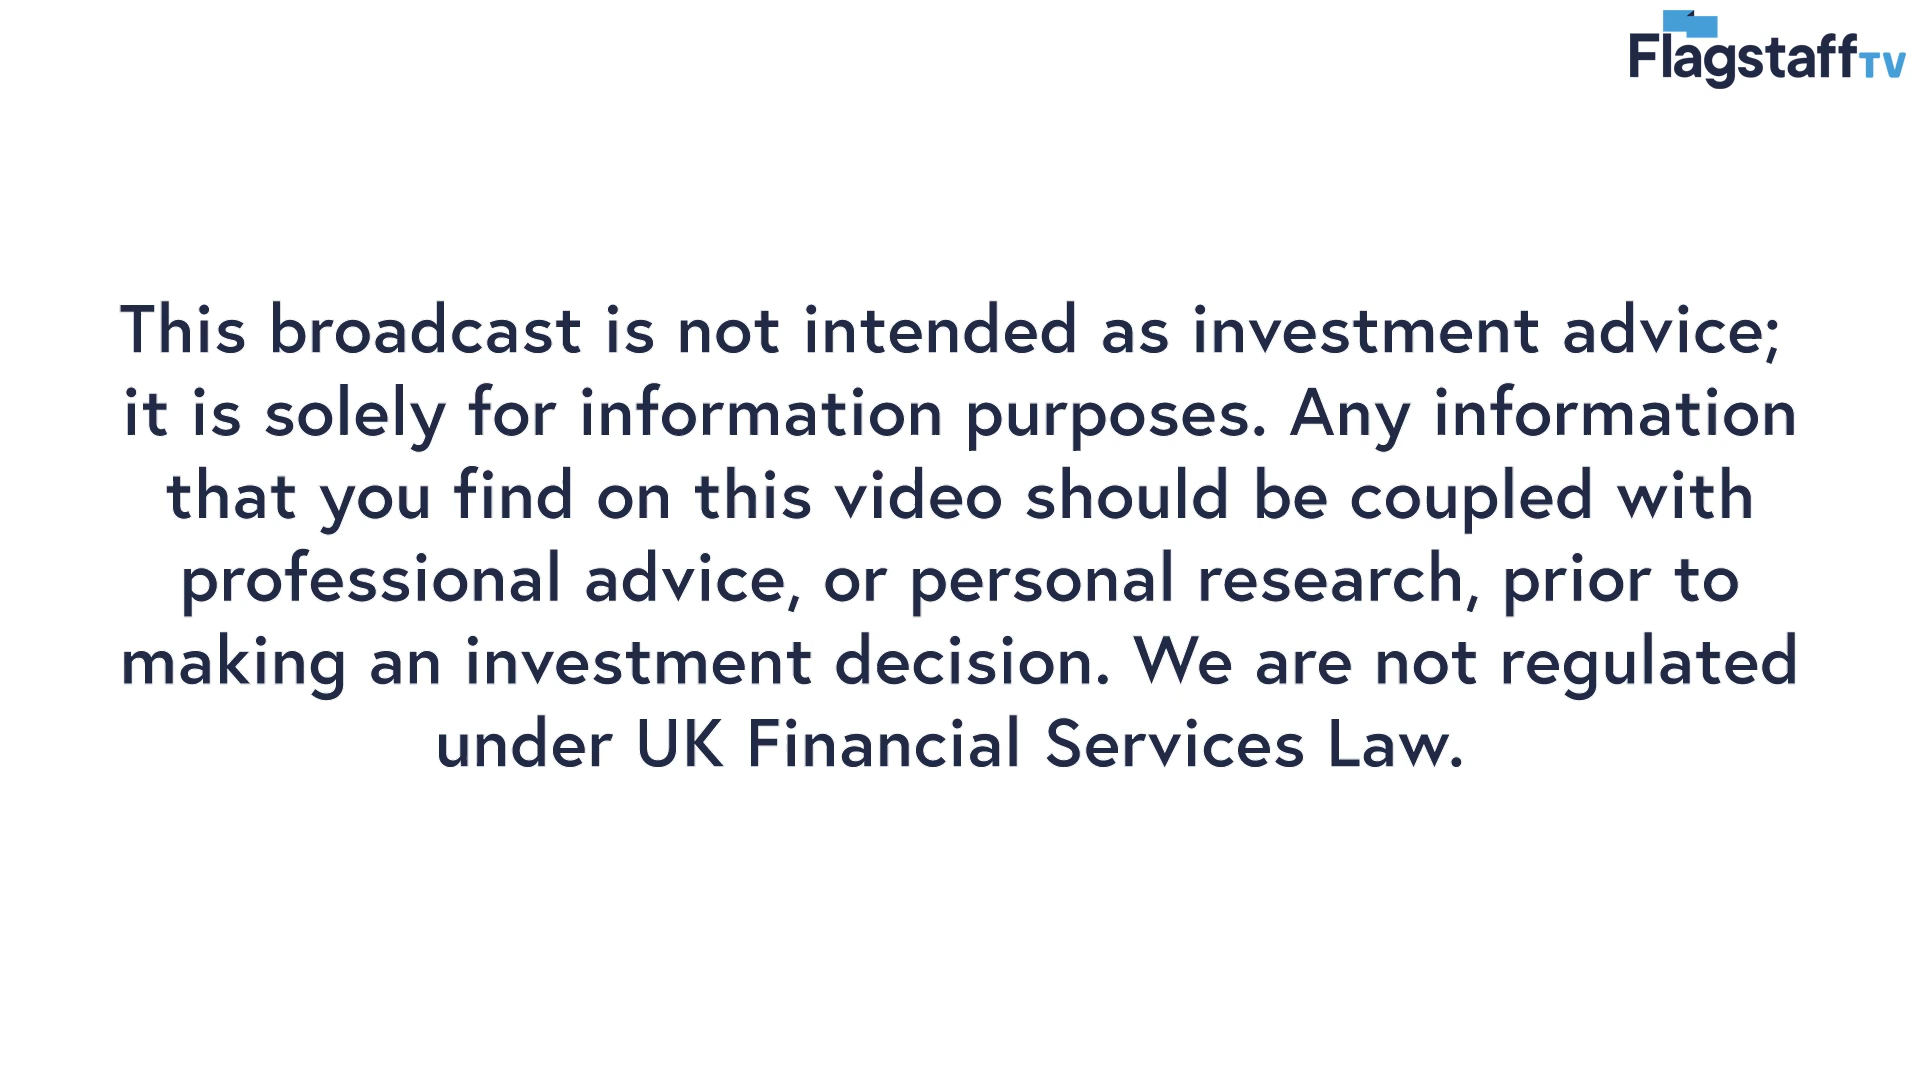 FlagstaffTV
This broadcast is not intended as investment advice;
it is solely for information purposes. Any information
that you find on this video should be coupled with
professional advice, or personal research, prior to
making an investment decision. We are not regulated
under UK Financial Services Law.